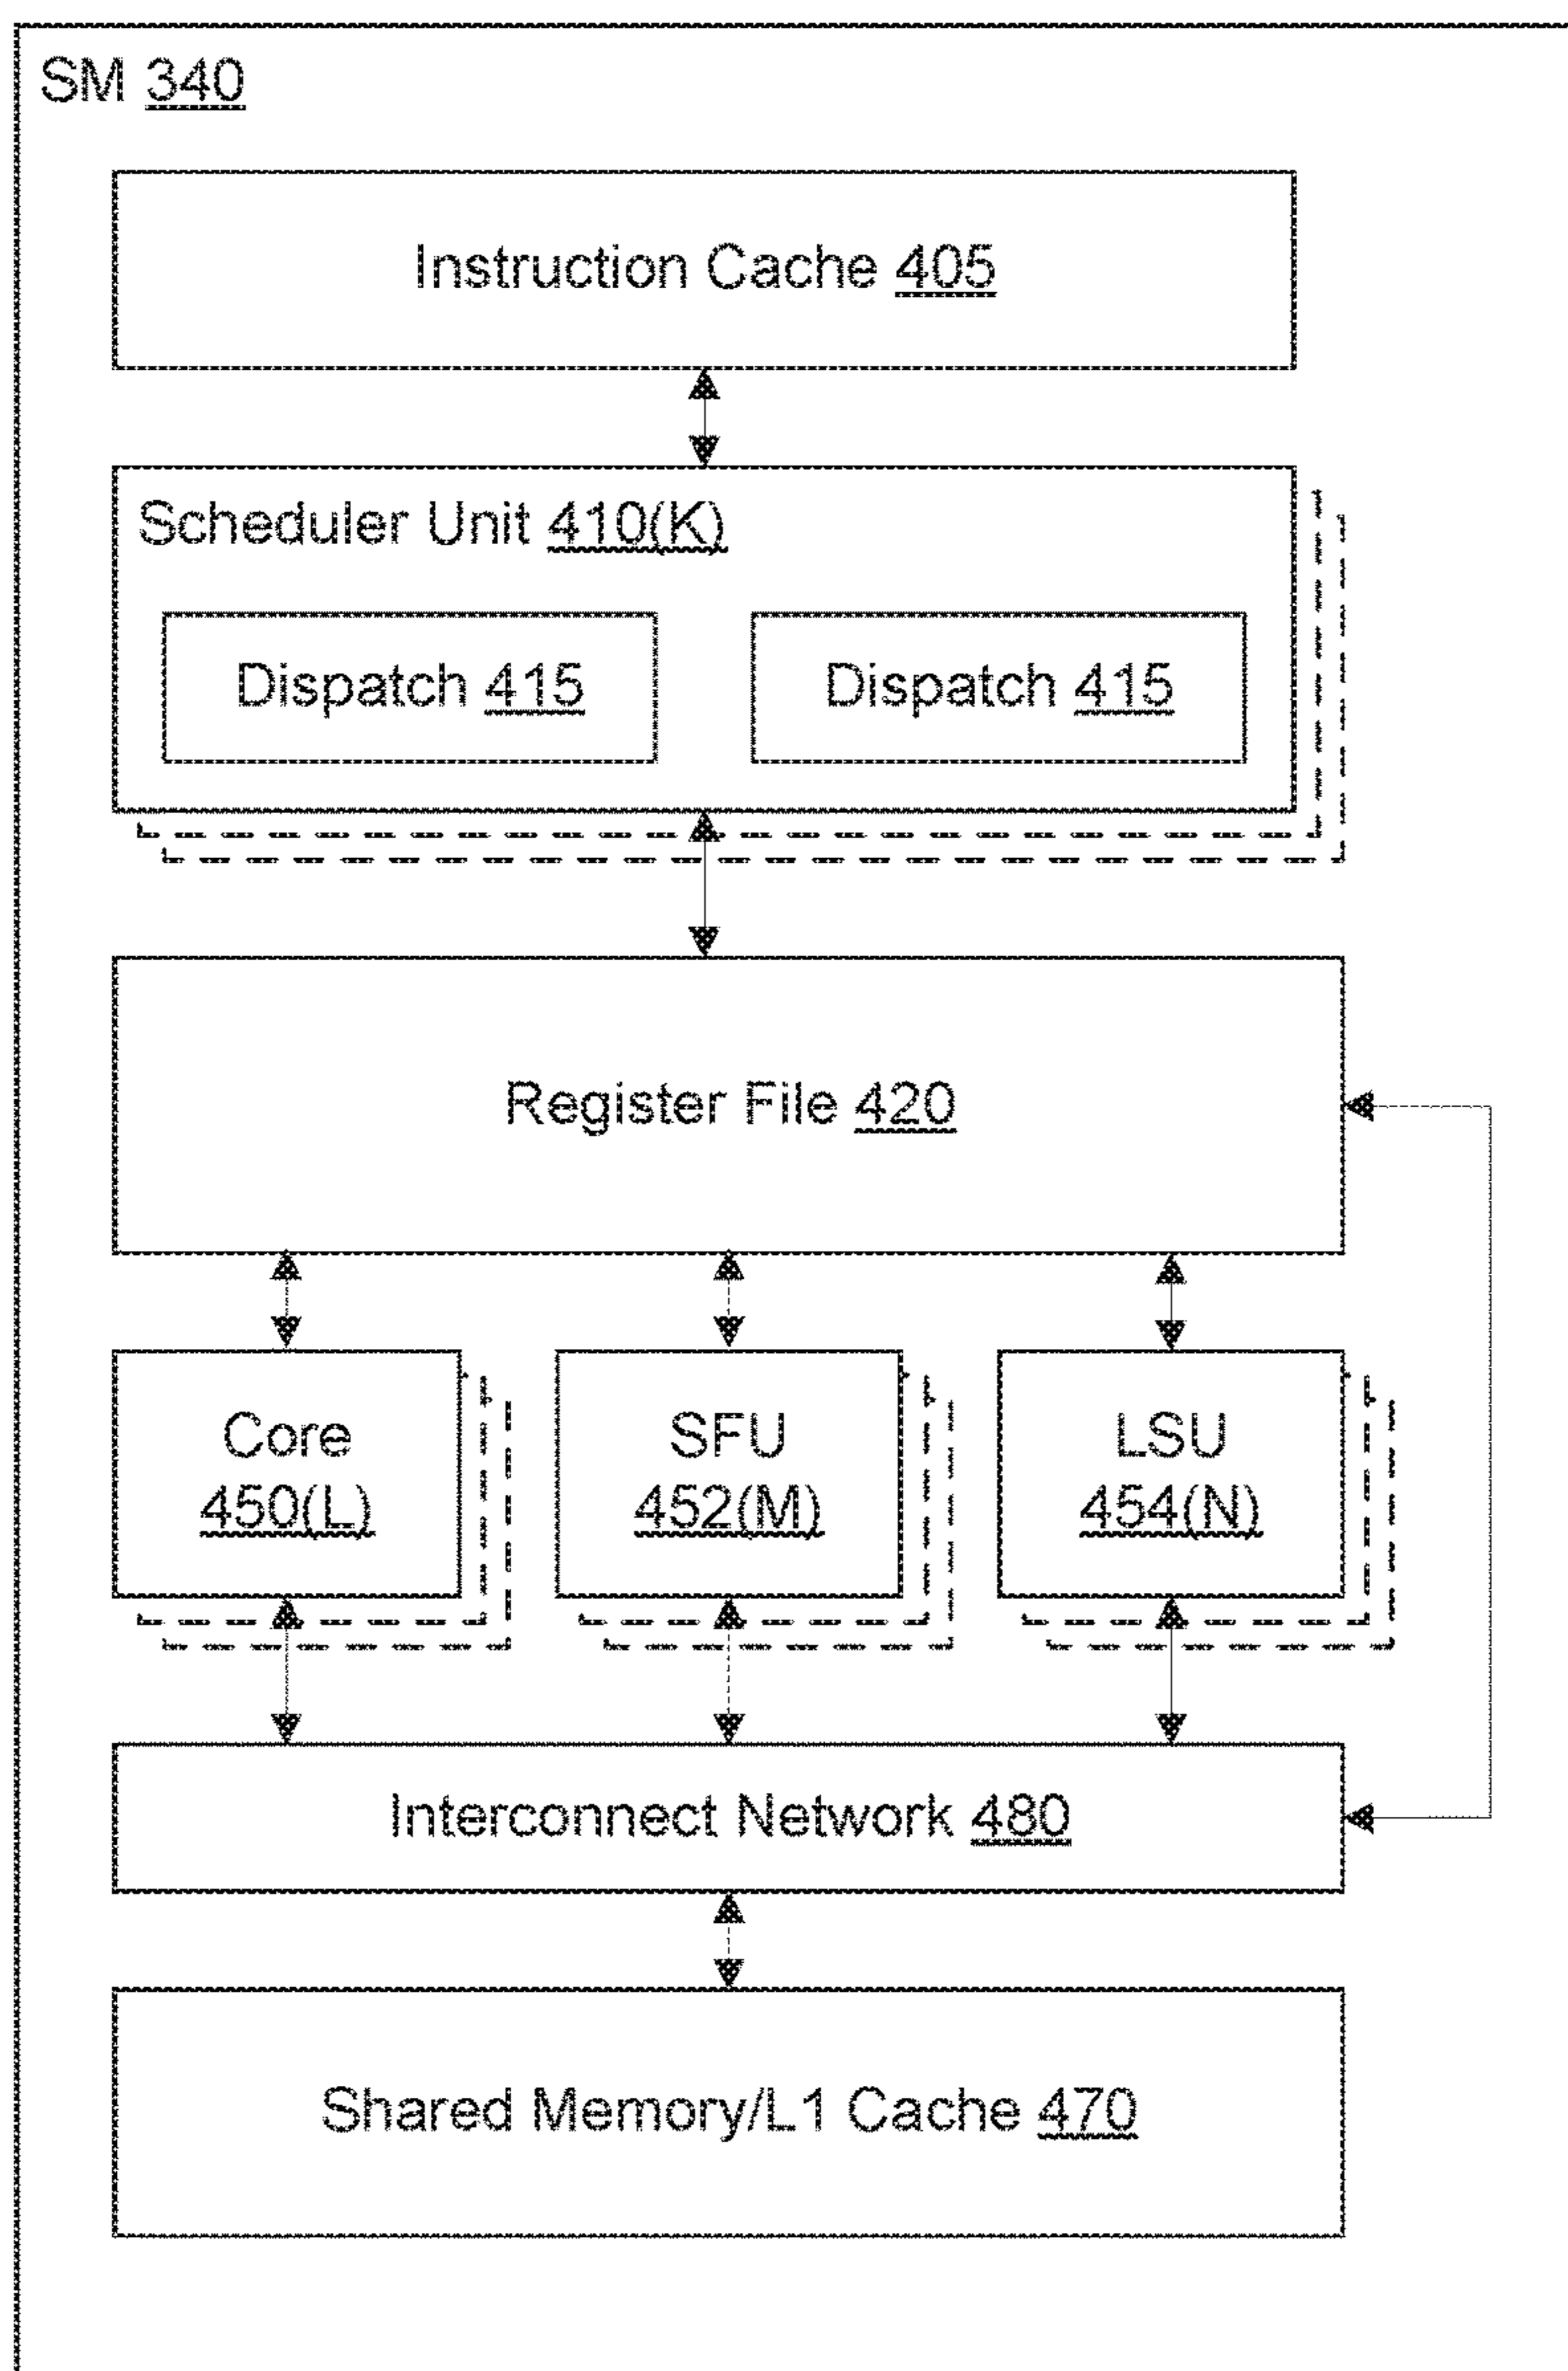 SM 340
Instruction Cache 405
Scheduler Unit 410(K)
Dispatch 415
Dispatch 415
Register File 420
Core
450(L)
SFU
452(M)
LSU
454(N)
Interconnect Network 480
Shared Memory/L1 Cache 470